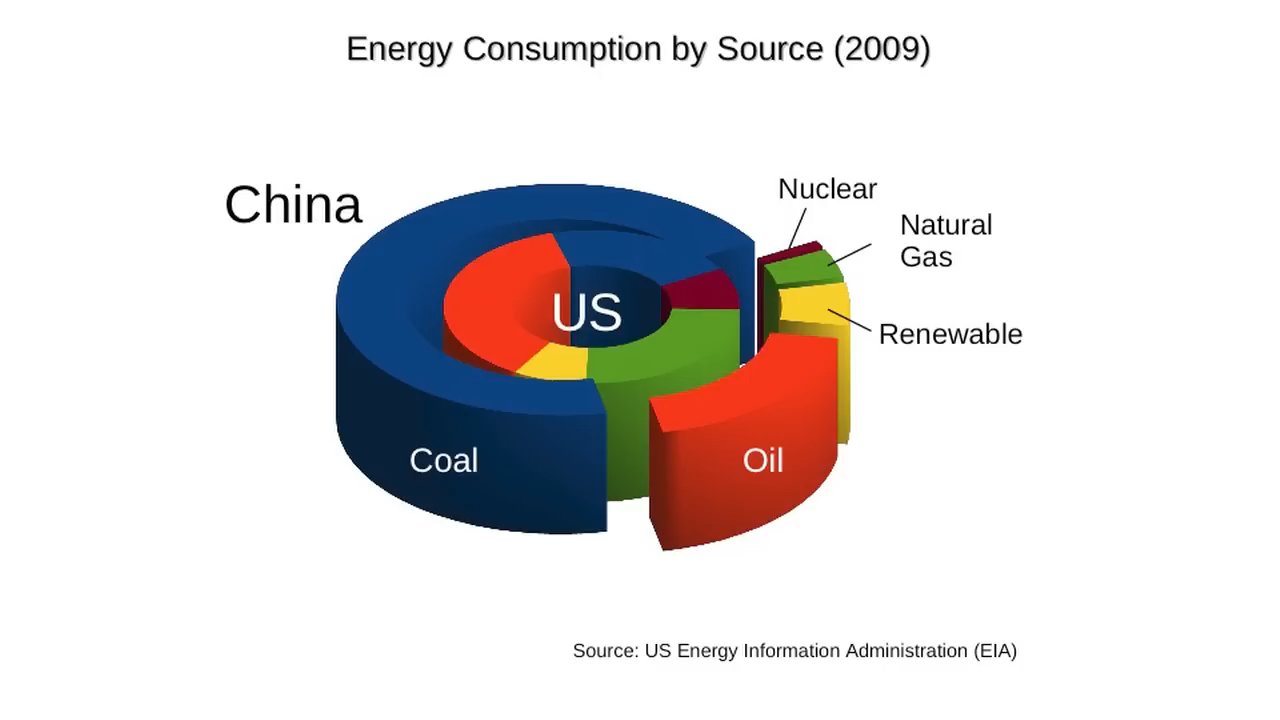 Energy Consumption by Source (2009)
China
Nuclear
Natural
Gas
US
Renewable
Coal
Oil
Source: US Energy Information Administration (EIA)